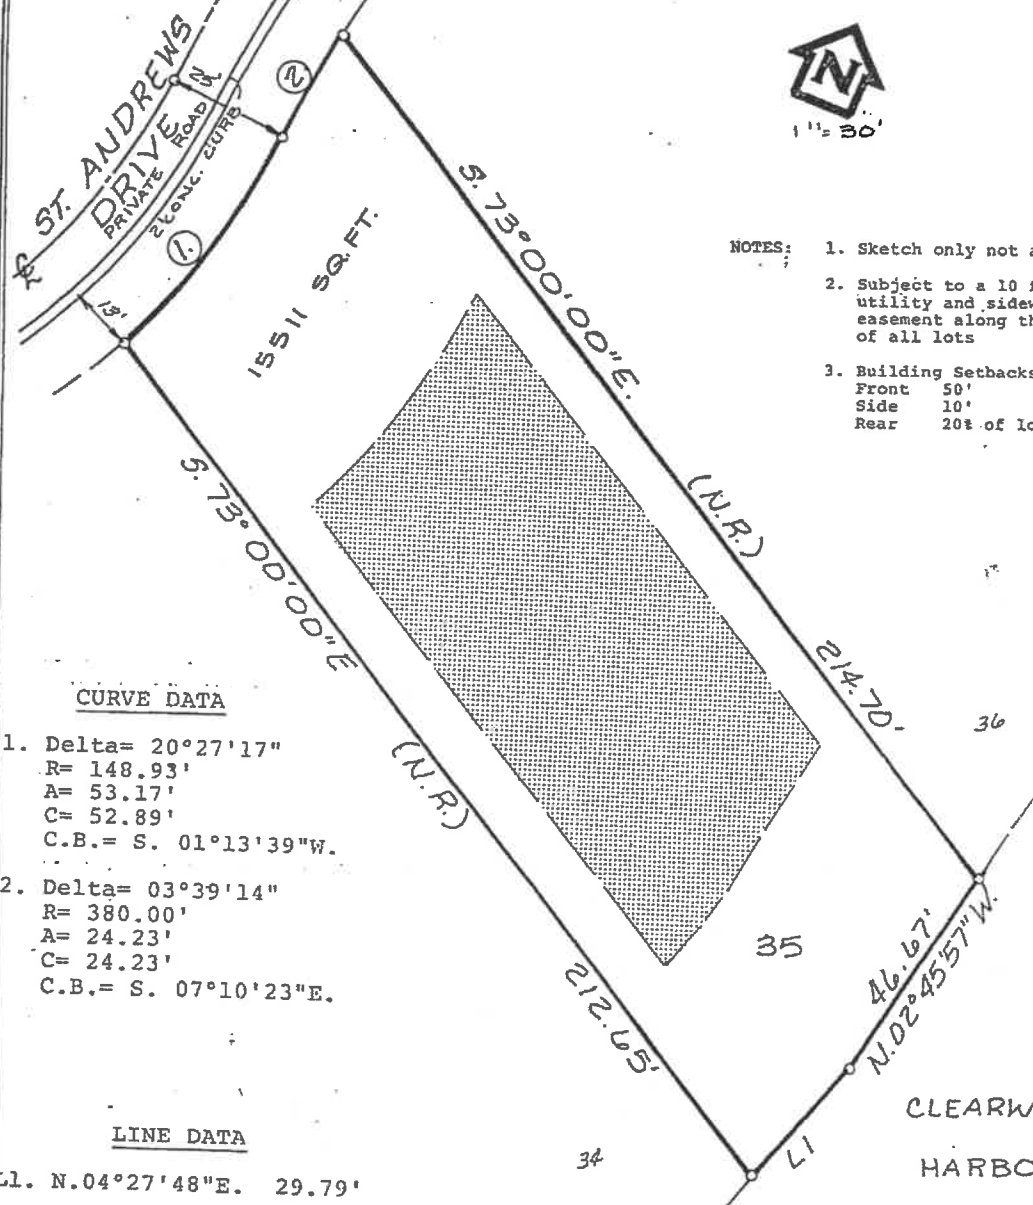 N
1"= 30'
ST. ANDREWS
DRIVE
PRIVATE ROAD
2' CONC. CURB
℄
13'
1.
2
15511 SQ.FT.
S. 73°00'00"E.
(N.R.)
214.70'
S. 73°00'00"E
(N.R.)
212.65'
NOTES:
1. Sketch only not a
2. Subject to a 10
utility and
easement along
of all lots
3. Building Setbacks
Front 50'
Side 10'
Rear 20% of
CURVE DATA
1. Delta= 20°27'17"
R= 148.93'
A= 53.17'
C= 52.89'
C.B.= S. 01°13'39"W.
2. Delta= 03°39'14"
R= 380.00'
A= 24.23'
C= 24.23'
C.B.= S. 07°10'23"E.
LINE DATA
L1. N.04°27'48"E. 29.79'
36
35
34
46.67'
N.02°45'57"W.
L1
CLEARW
HARBO